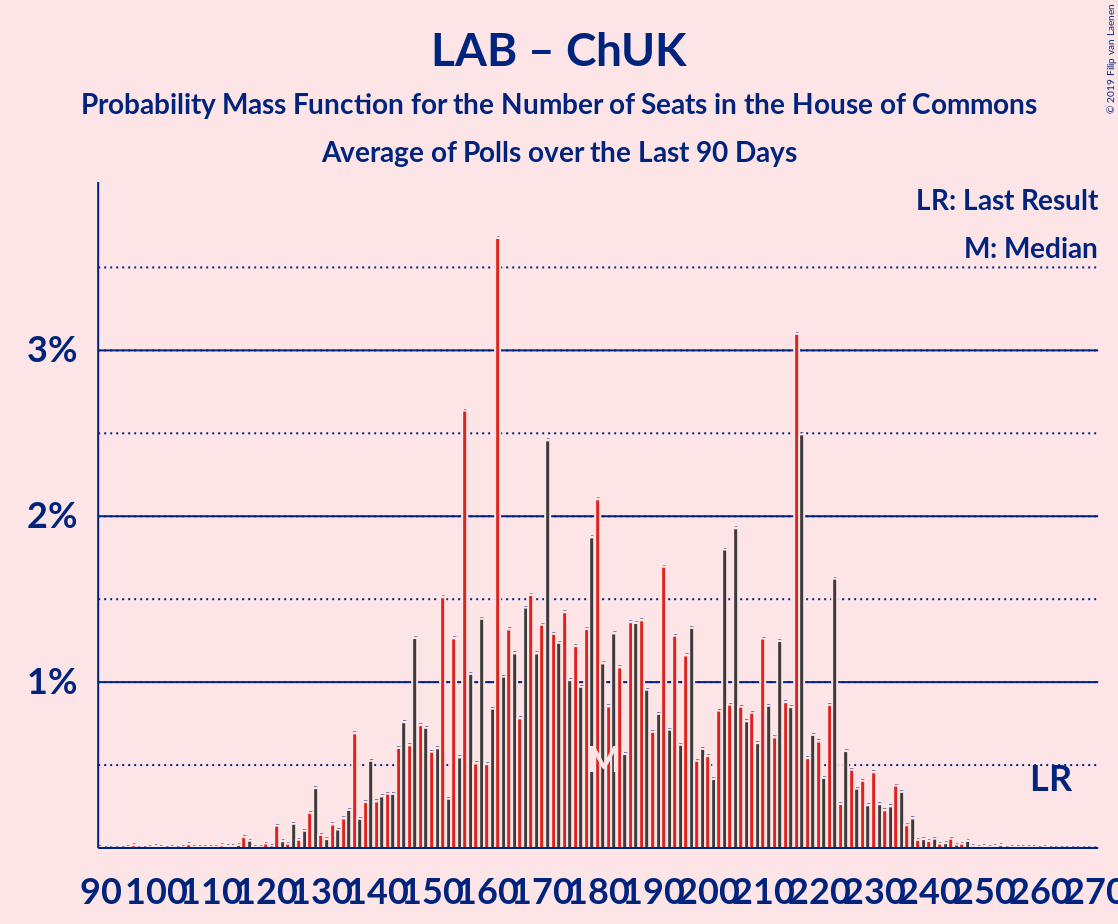 LAB – ChUK
Probability Mass Function for the Number of Seats in the House of Commons
Average of Polls over the Last 90 Days
© 2019 Filip van Laenen
LR: Last Result
M: Median
3%
2%
1%
M
LR
90 100 110 120 130 140 150 160 170 180 190 200 210 220 230 240 250 260 270